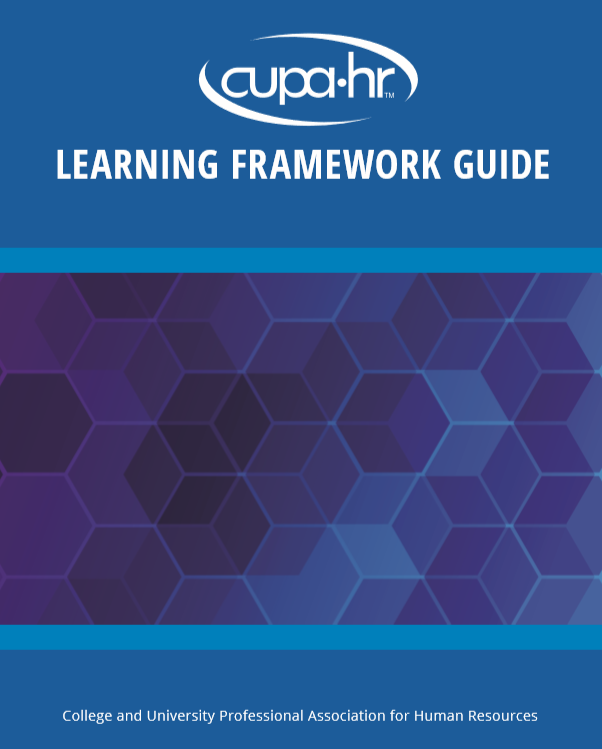 cupa·hr™
LEARNING FRAMEWORK GUIDE
College and University Professional Association for Human Resources